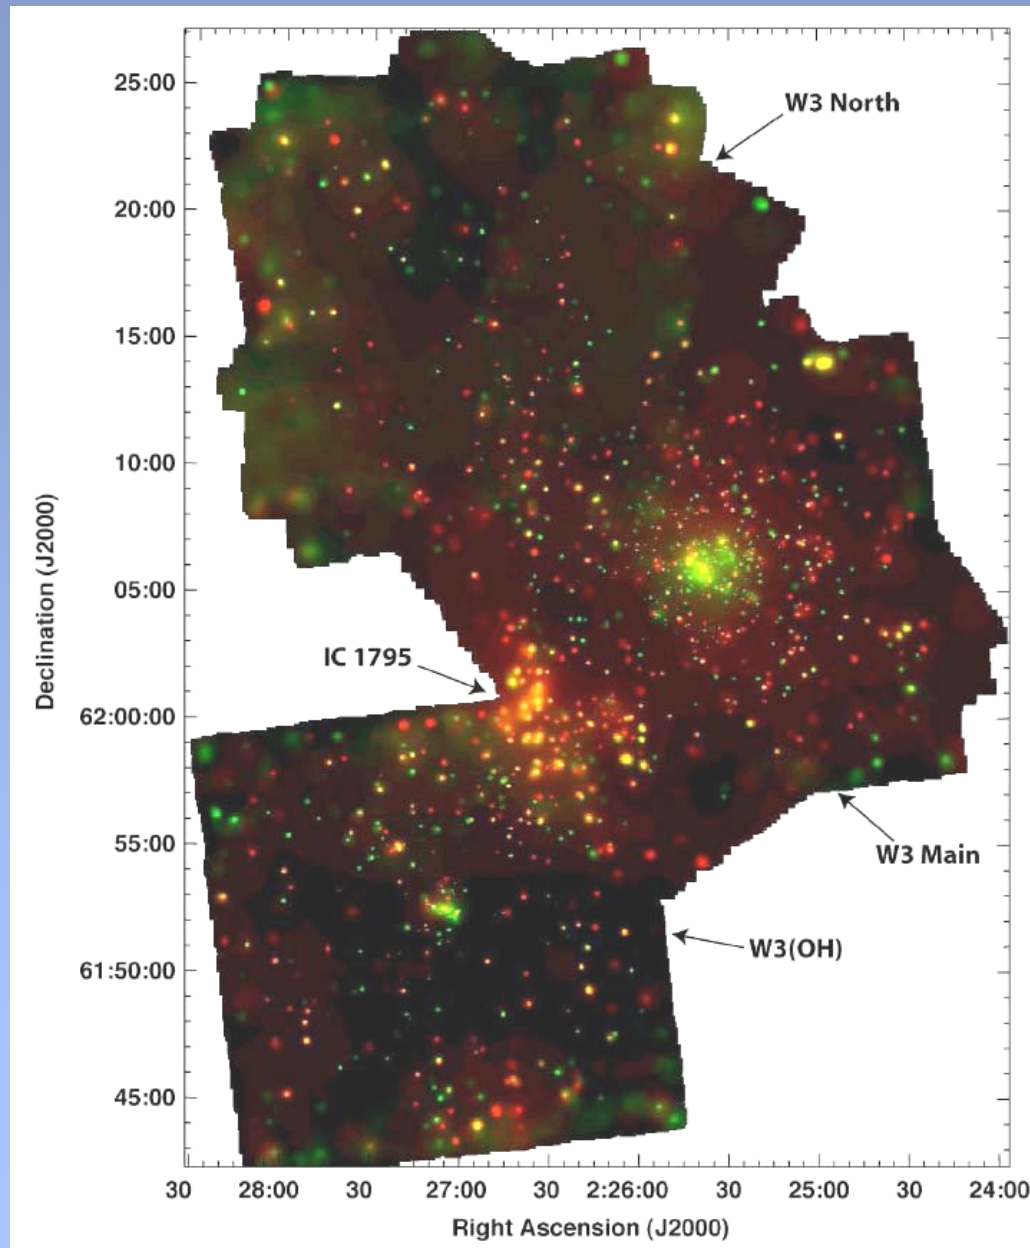 25:00
W3 North
20:00
15:00
10:00
Declination (J2000)
05:00
IC 1795
62:00:00
55:00
W3 Main
W3(OH)
61:50:00
45:00
30 28:00 30 27:00 30 2:26:00 30 25:00 30 24:00
Right Ascension (J2000)